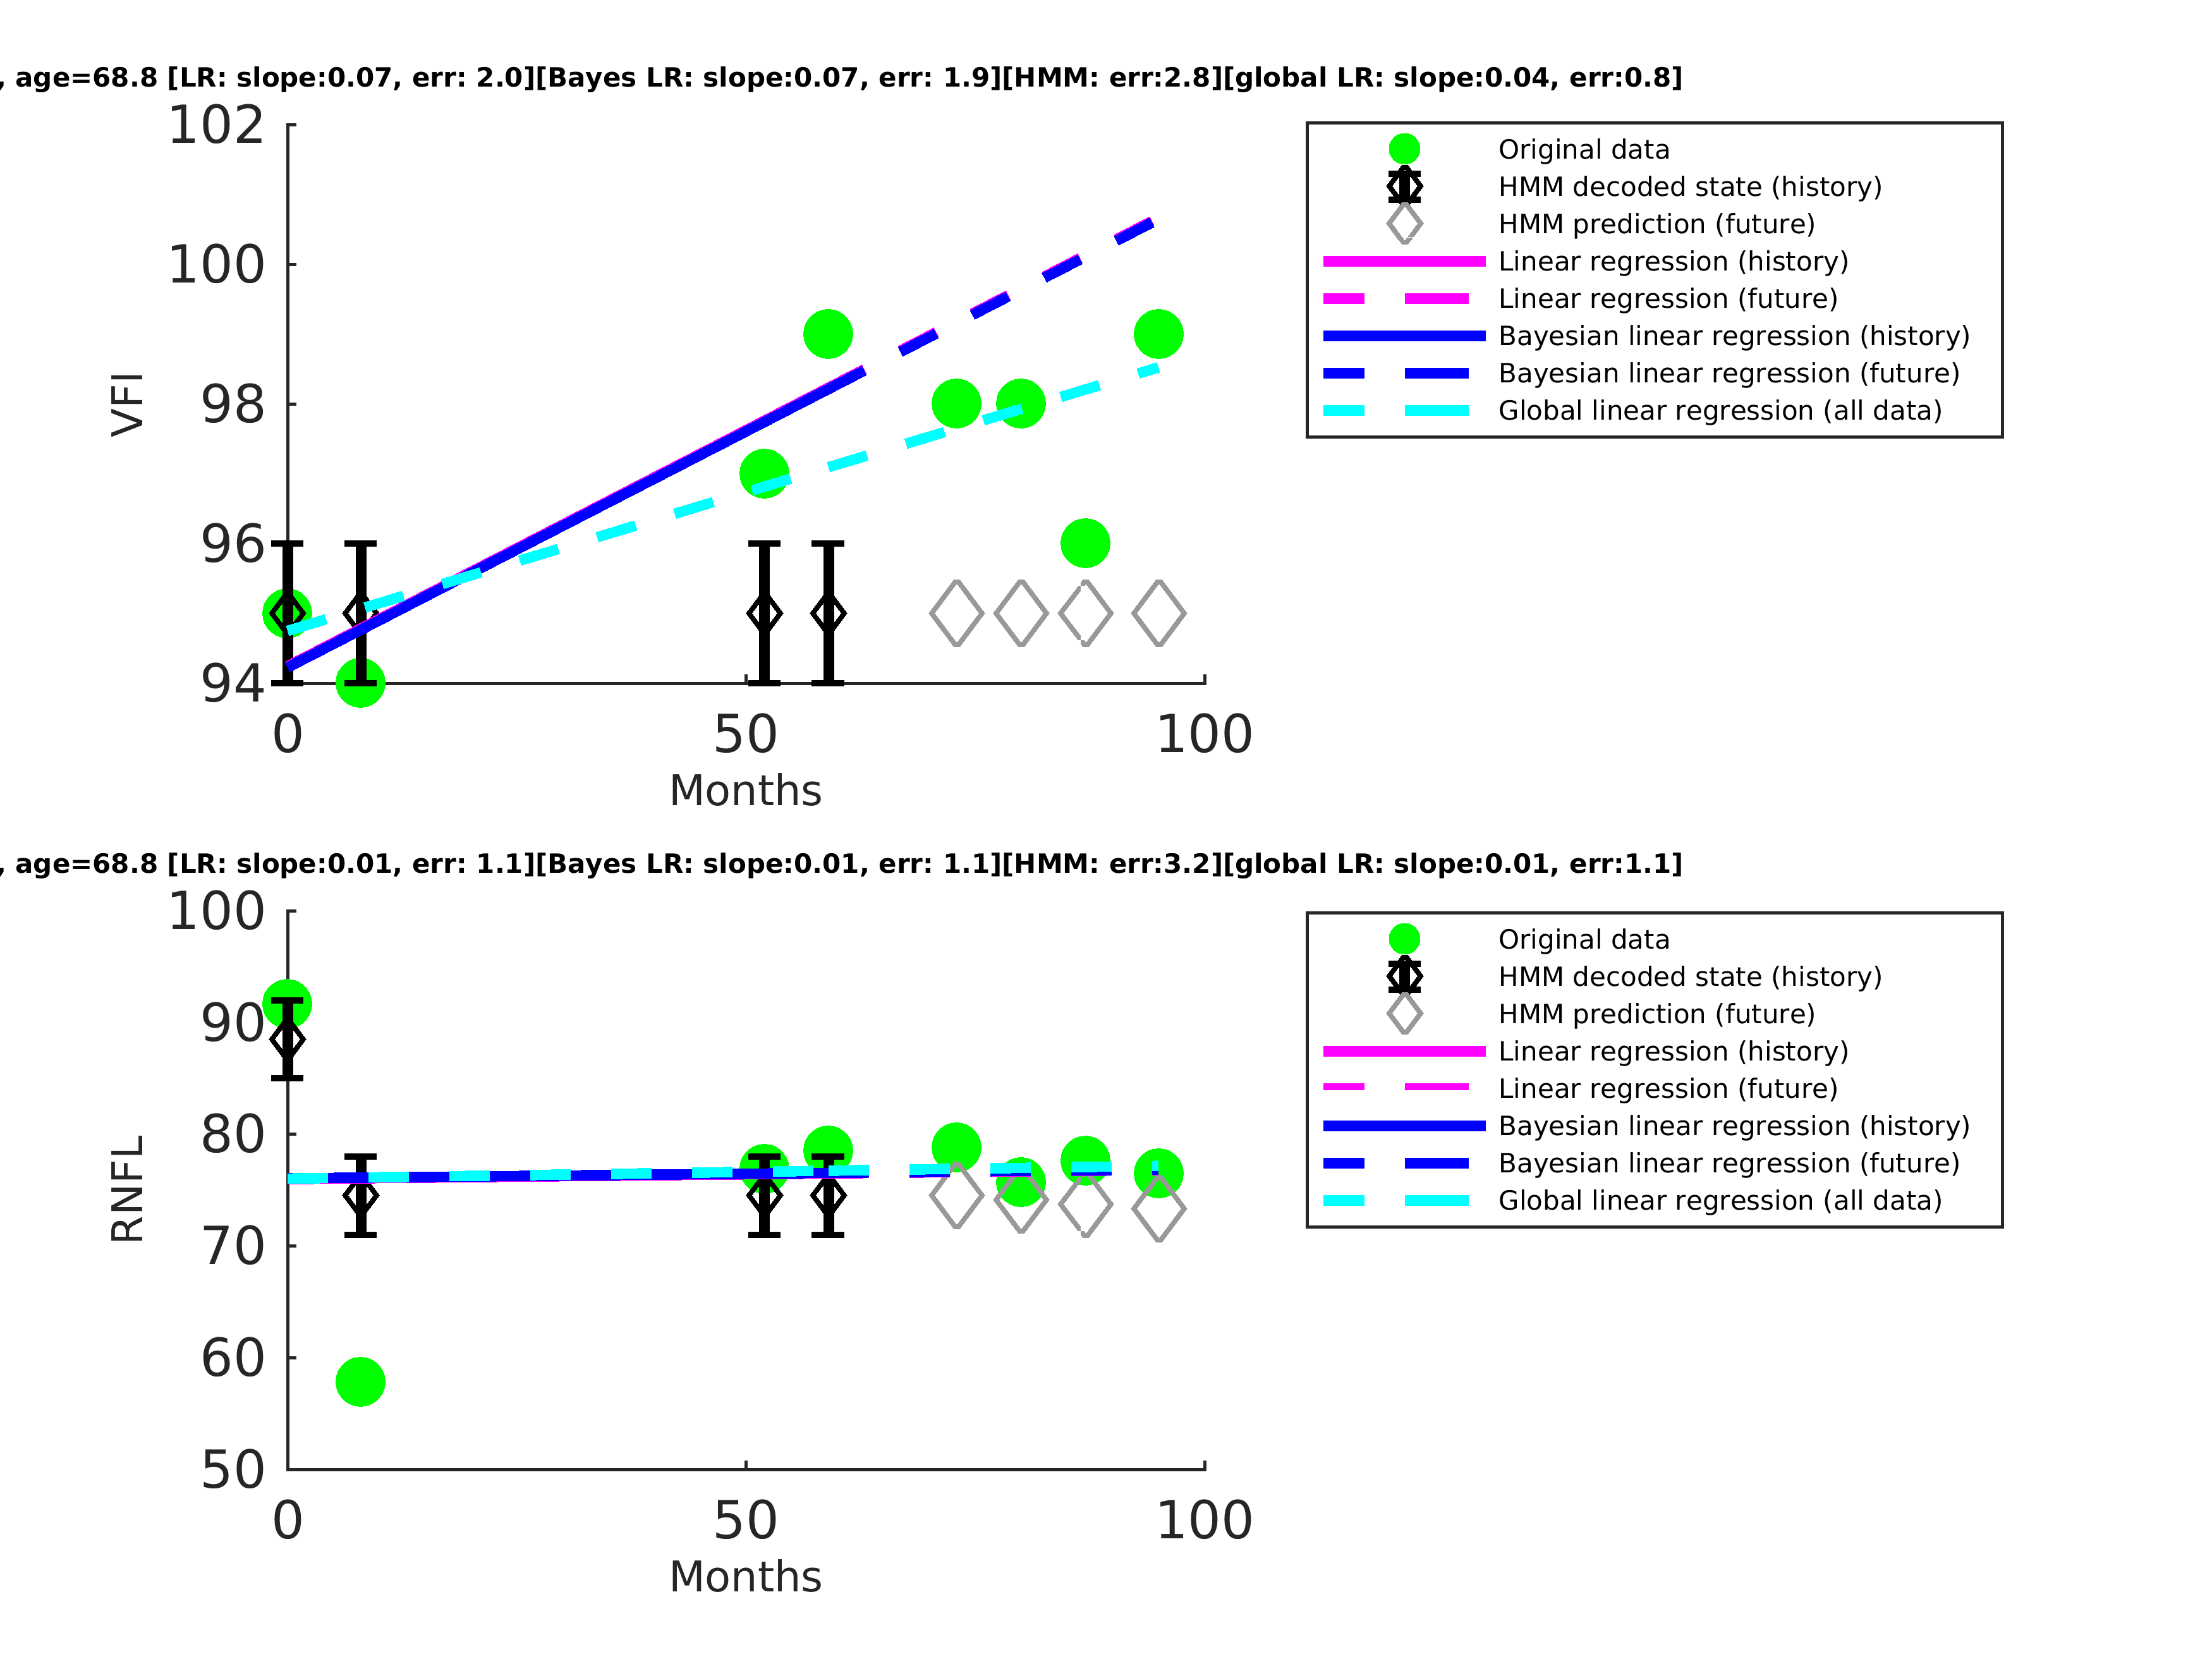 , age=68.8 [LR: slope:0.07, err: 2.0][Bayes LR: slope:0.07, err: 1.9][HMM: err:2.8][global LR: slope:0.04, err:0.8]
102
100
98
96
94
VFI
0 50 100
Months
Original data
HMM decoded state (history)
HMM prediction (future)
Linear regression (history)
Linear regression (future)
Bayesian linear regression (history)
Bayesian linear regression (future)
Global linear regression (all data)
, age=68.8 [LR: slope:0.01, err: 1.1][Bayes LR: slope:0.01, err: 1.1][HMM: err:3.2][global LR: slope:0.01, err:1.1]
100
90
80
70
60
50
RNFL
0 50 100
Months
Original data
HMM decoded state (history)
HMM prediction (future)
Linear regression (history)
Linear regression (future)
Bayesian linear regression (history)
Bayesian linear regression (future)
Global linear regression (all data)